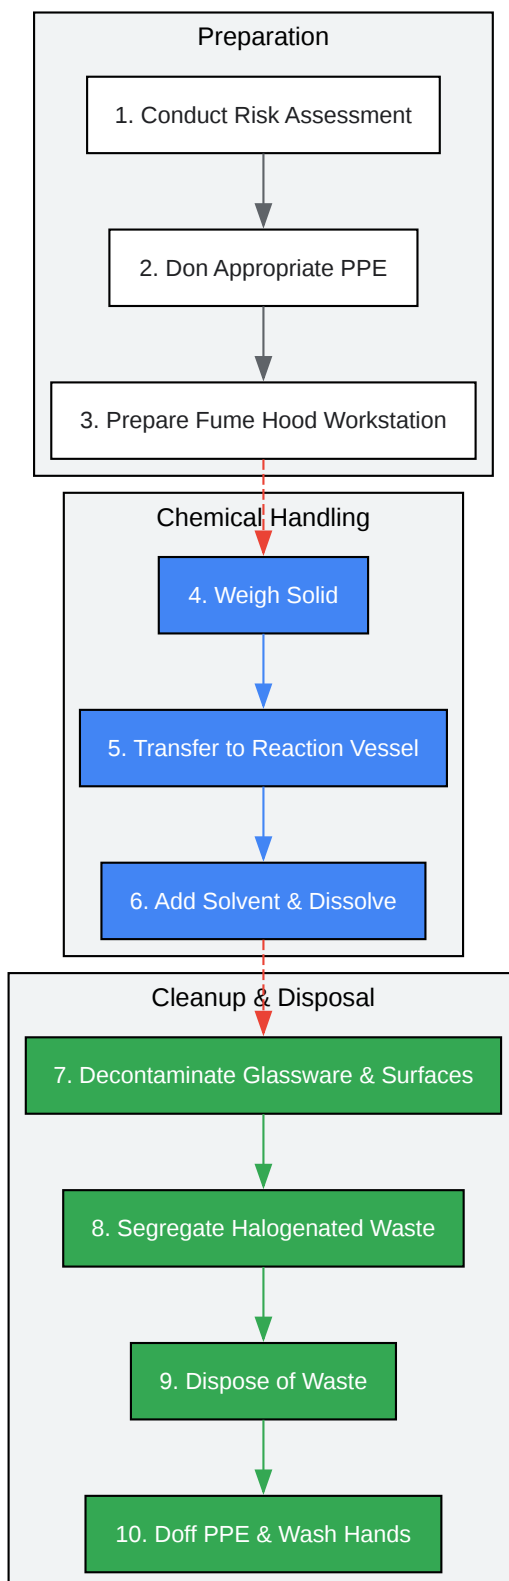 Preparation
1. Conduct Risk Assessment
2. Don Appropriate PPE
3. Prepare Fume Hood Workstation
Chemical Handling
4. Weigh Solid
5. Transfer to Reaction Vessel
6. Add Solvent & Dissolve
Cleanup & Disposal
7. Decontaminate Glassware & Surfaces
8. Segregate Halogenated Waste
9. Dispose of Waste
10. Doff PPE & Wash Hands